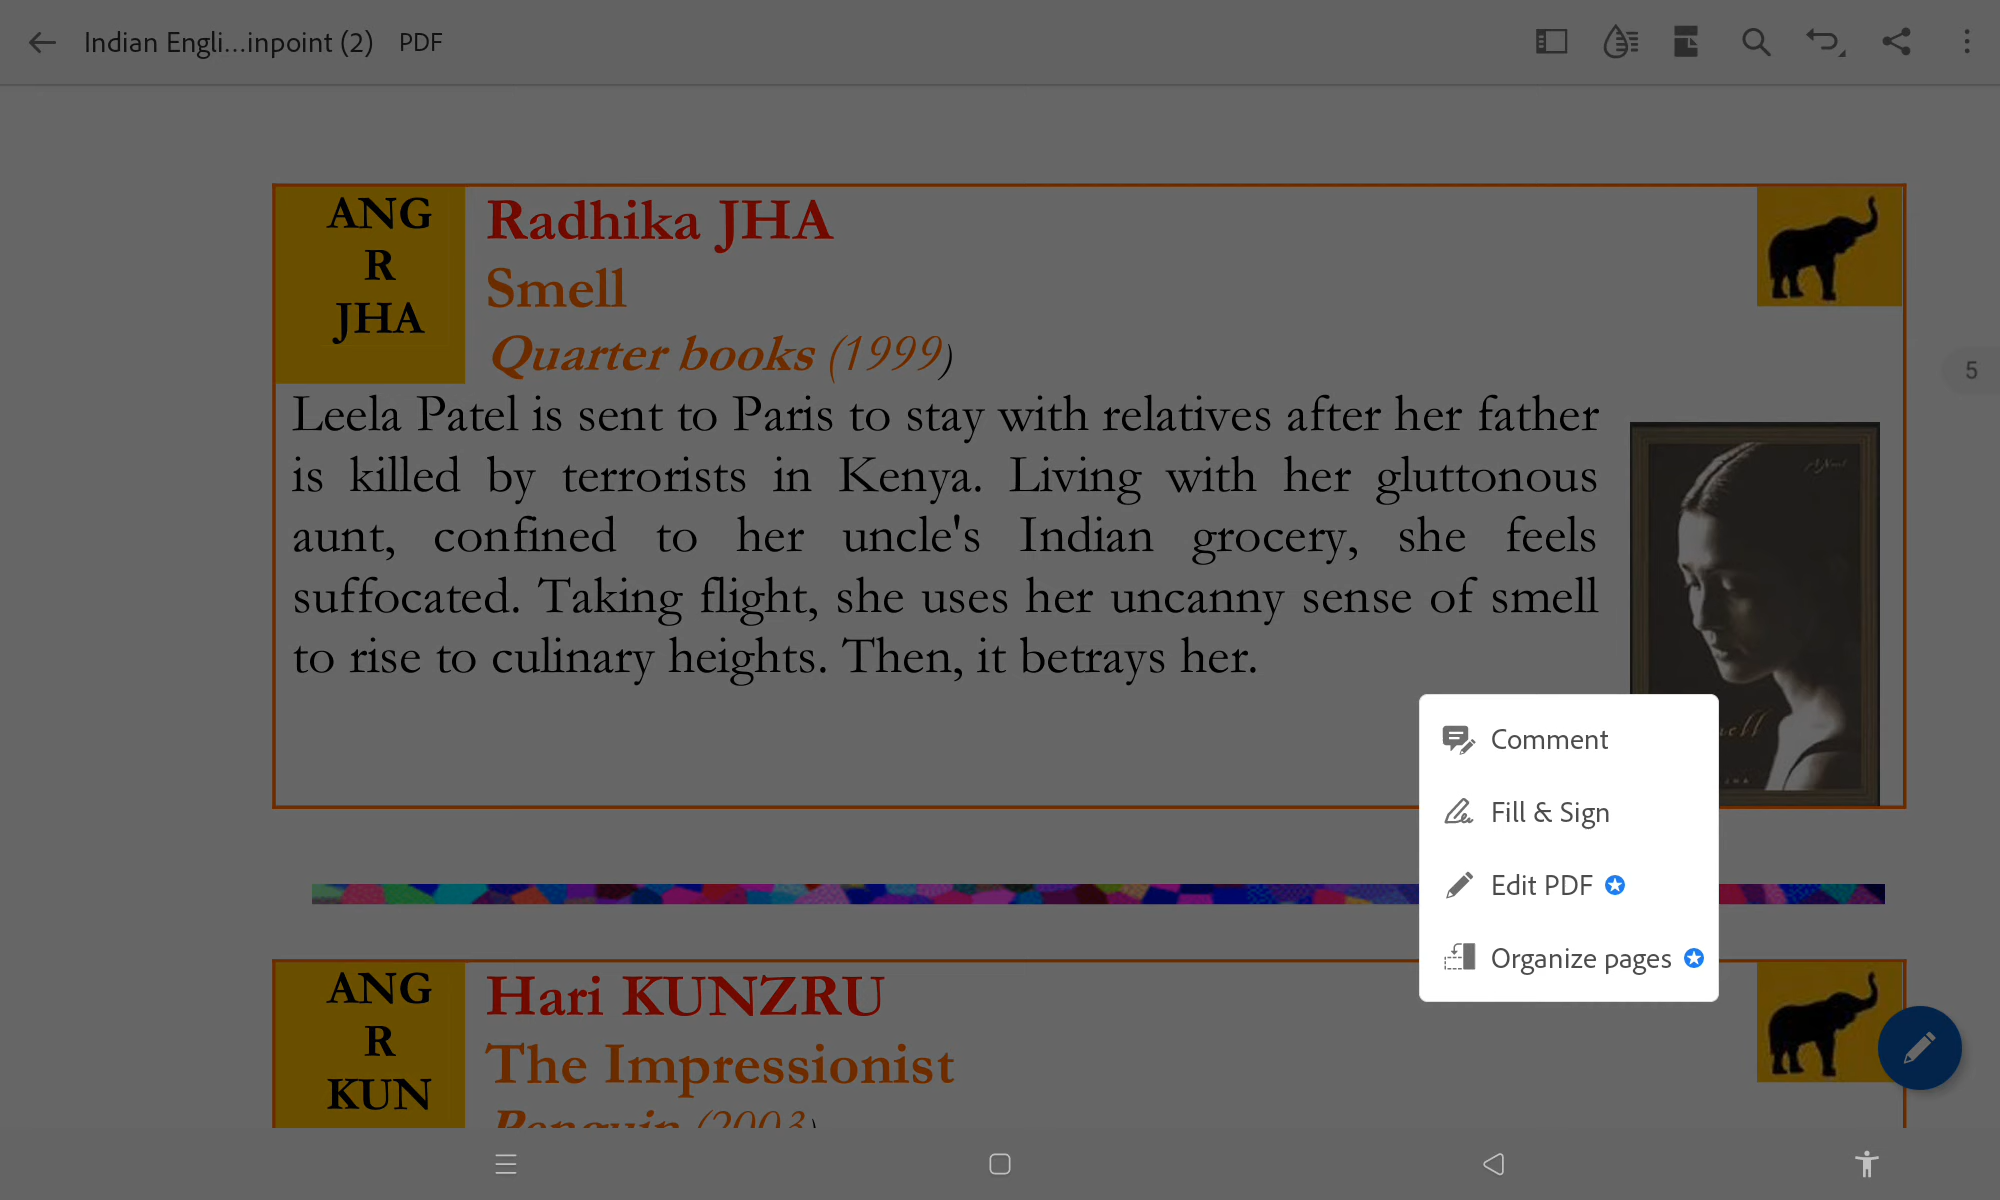 Indian Engli...inpoint (2) PDF
ANG
R
JHA
Radhika JHA
Smell
Quarter books (1999)
5
Leela Patel is sent to Paris to stay with relatives after her father
is killed by terrorists in Kenya. Living with her gluttonous
aunt, confined to her uncle's Indian grocery, she feels
suffocated. Taking flight, she uses her uncanny sense of smell
to rise to culinary heights. Then, it betrays her.
Comment
Fill & Sign
Edit PDF
Organize pages
ANG
R
KUN
Hari KUNZRU
The Impressionist
Penguin (2003)